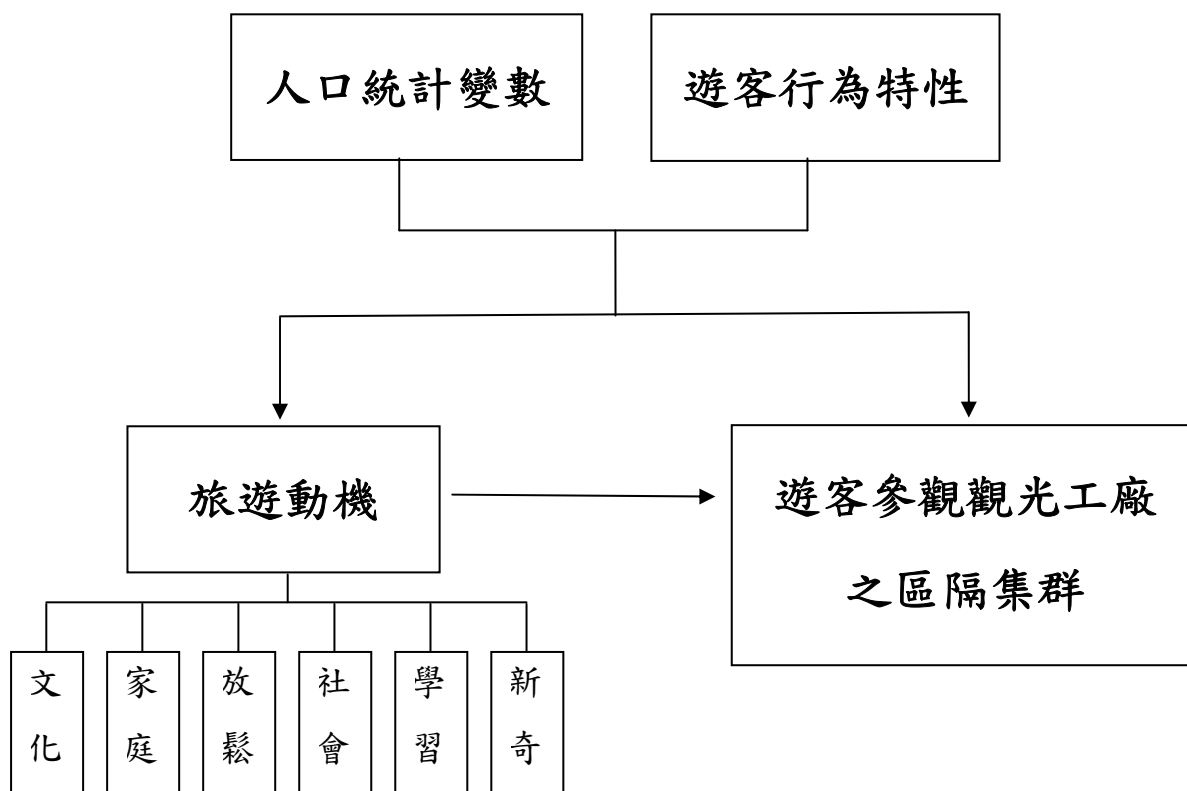 人口統計變數
遊客行為特性
旅遊動機
遊客參觀觀光工廠
之區隔集群
文化
家庭
放鬆
社會
學習
新奇